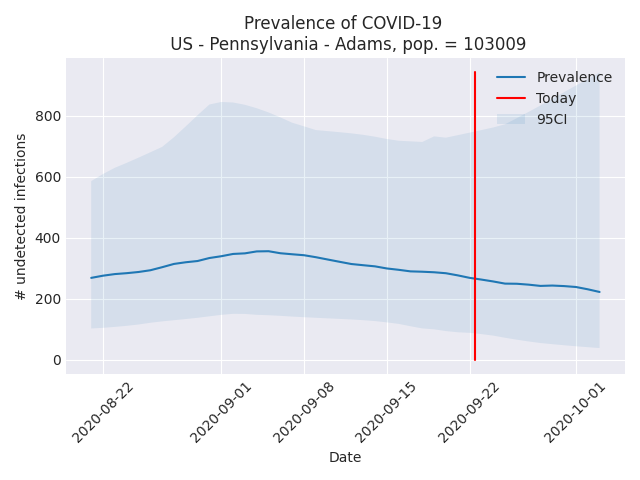 Prevalence of COVID-19
US - Pennsylvania - Adams, pop. = 103009
Prevalence
Today
95CI
# undetected infections
800
600
400
200
0
2020-08-22
2020-09-01
2020-09-08
2020-09-15
2020-09-22
2020-10-01
Date